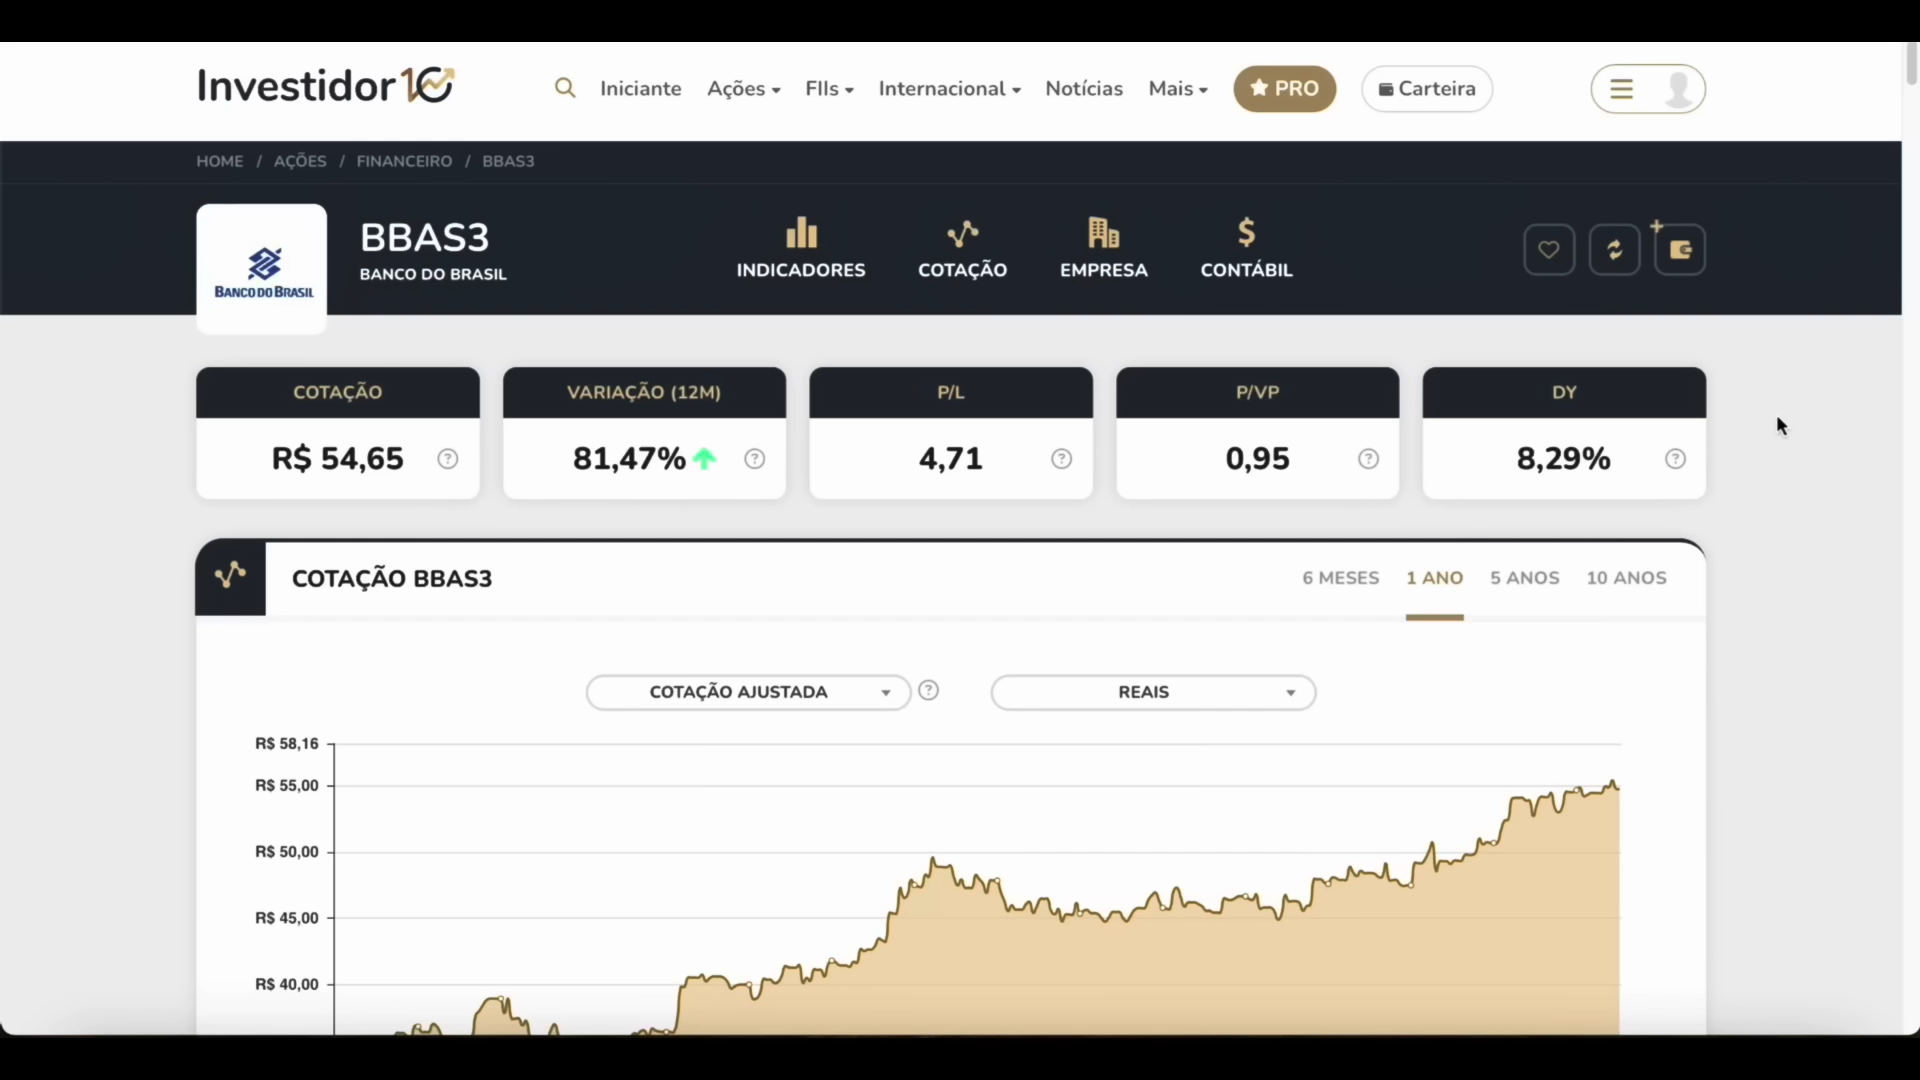 Investidor10
Iniciante Ações FIIs Internacional Notícias Mais PRO Carteira
HOME / AÇÕES / FINANCEIRO / BBAS3
BANCO DO BRASIL
BBAS3
BANCO DO BRASIL
INDICADORES COTAÇÃO EMPRESA CONTÁBIL
COTAÇÃO
R$ 54,65 ?
VARIAÇÃO (12M)
81,47% ?
P/L
4,71 ?
P/VP
0,95 ?
DY
8,29% ?
COTAÇÃO BBAS3
6 MESES 1 ANO 5 ANOS 10 ANOS
COTAÇÃO AJUSTADA ? REAIS
R$ 58,16
R$ 55,00
R$ 50,00
R$ 45,00
R$ 40,00